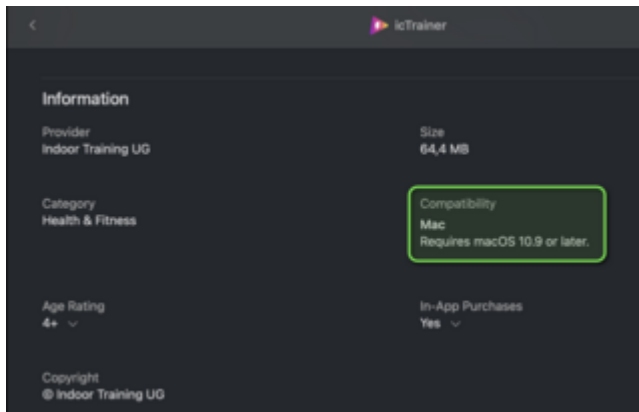 icTrainer
Information
Provider
Indoor Training UG
Size
64,4 MB
Category
Health & Fitness
Compatibility
Mac
Requires macOS 10.9 or later.
Age Rating
4+
In-App Purchases
Yes
Copyright
© Indoor Training UG